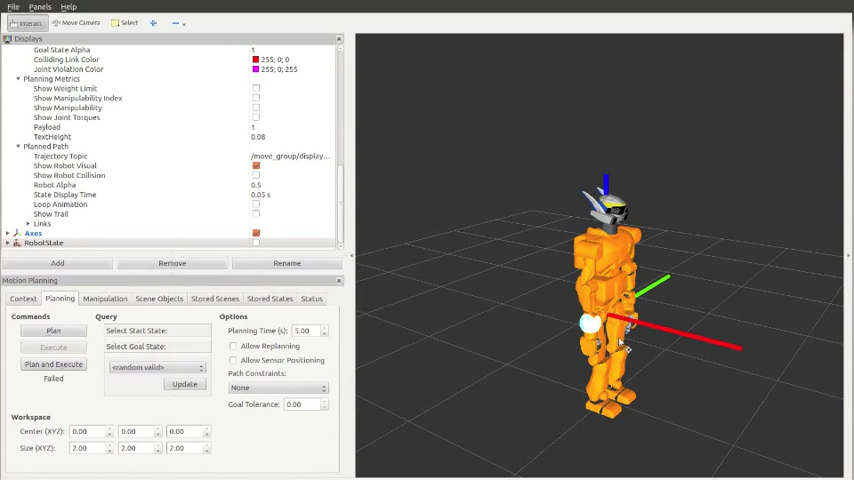 File Panels Help
Interact Move Camera Select
Displays
Goal State Alpha 1
Colliding Link Color 255; 0; 0
Joint Violation Color 255; 0; 255
Planning Metrics
Show Weight Limit
Show Manipulability Index
Show Manipulability
Show Joint Torques
Payload 1
TextHeight 0.08
Planned Path
Trajectory Topic /move_group/display...
Show Robot Visual
Show Robot Collision
Robot Alpha 0.5
State Display Time 0.05 s
Loop Animation
Show Trail
Links
Axes
RobotState
Add Remove Rename
Motion Planning
Context Planning Manipulation Scene Objects Stored Scenes Stored States Status
Commands Query Options
Plan Select Start State: Planning Time (s): 5.00
Execute Select Goal State: Allow Replanning
Plan and Execute <random valid> Allow Sensor Positioning
Failed Update Path Constraints:
None
Goal Tolerance: 0.00
Workspace
Center (XYZ): 0.00 0.00 0.00
Size (XYZ): 2.00 2.00 2.00